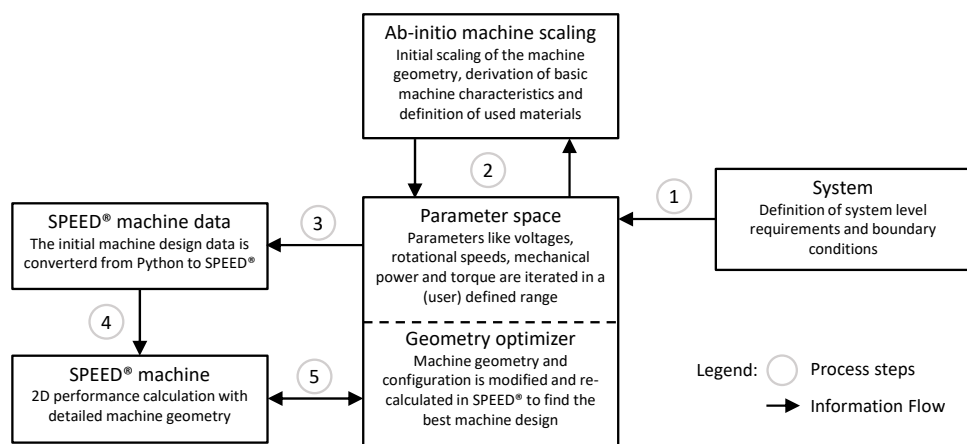 Ab-initio machine scaling
Initial scaling of the machine
geometry, derivation of basic
machine characteristics and
definition of used materials
2
1
System
Definition of system level
requirements and boundary
conditions
SPEED® machine data
The initial machine design data is
converterd from Python to SPEED®
3
Parameter space
Parameters like voltages,
rotational speeds, mechanical
power and torque are iterated in a
(user) defined range
4
Geometry optimizer
Machine geometry and
configuration is modified and re-
calculated in SPEED® to find the
best machine design
SPEED® machine
2D performance calculation with
detailed machine geometry
5
Legend:
Process steps
Information Flow